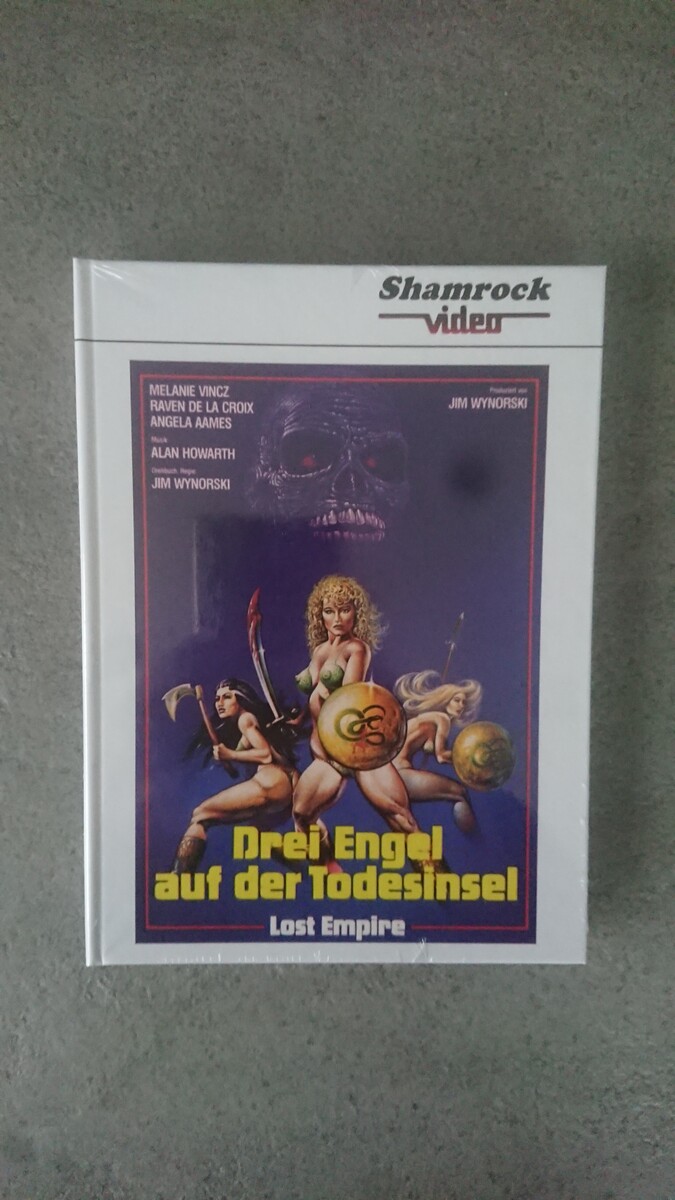 Shamrock
video
MELANIE VINCZ
RAVEN DE LA CROIX
ANGELA AAMES
Musik
ALAN HOWARTH
Drehbuch Regie
JIM WYNORSKI
Produziert von
JIM WYNORSKI
Drei Engel
auf der Todesinsel
Lost Empire